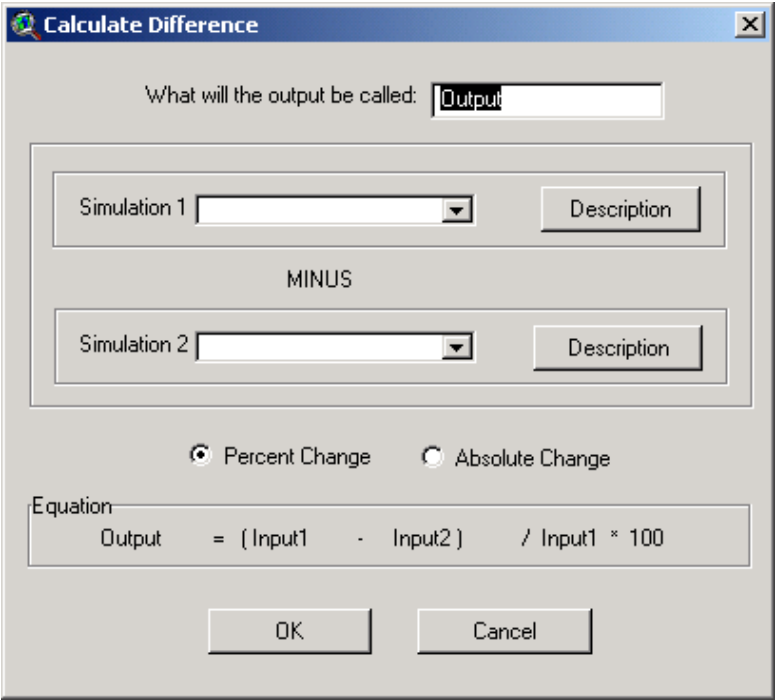 Calculate Difference
What will the output be called: Output
Simulation 1 Description
MINUS
Simulation 2 Description
Percent Change Absolute Change
Equation
Output = ( Input1 - Input2 ) / Input1 * 100
OK Cancel